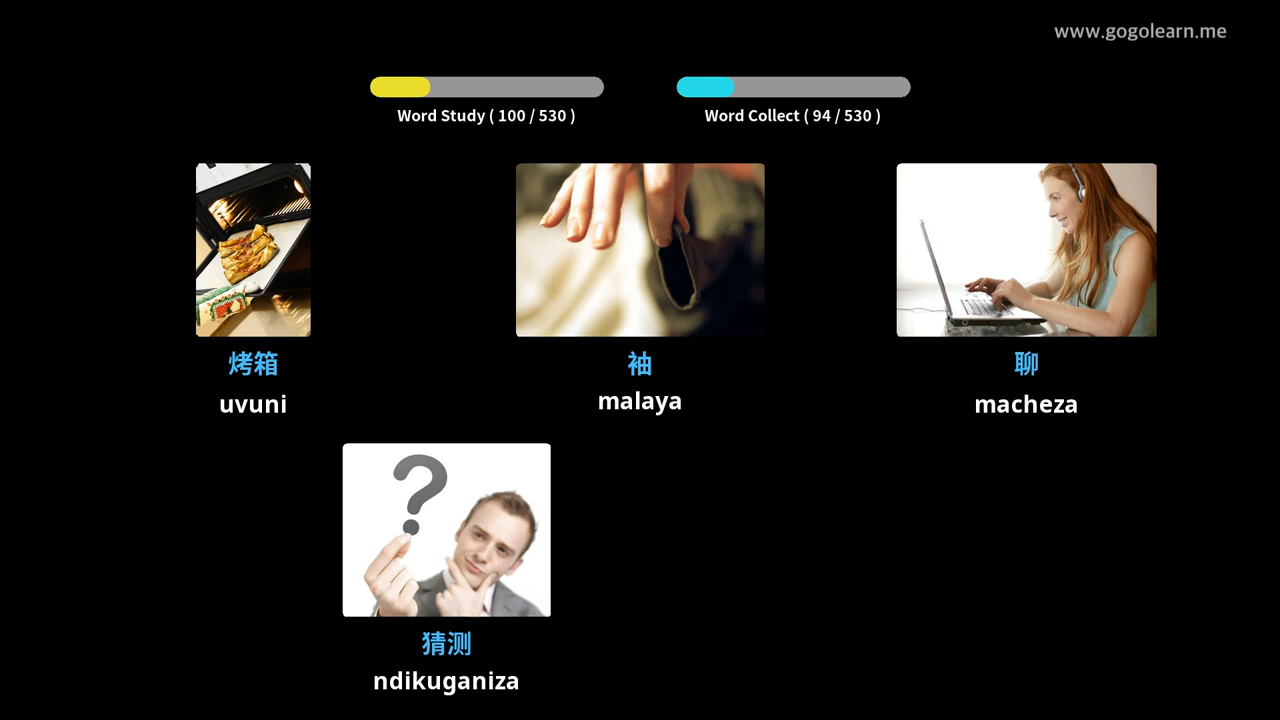 www.gogolearn.me
Word Study ( 100 / 530 )
Word Collect ( 94 / 530 )
烤箱
uvuni
袖
malaya
聊
macheza
猜测
ndikuganiza